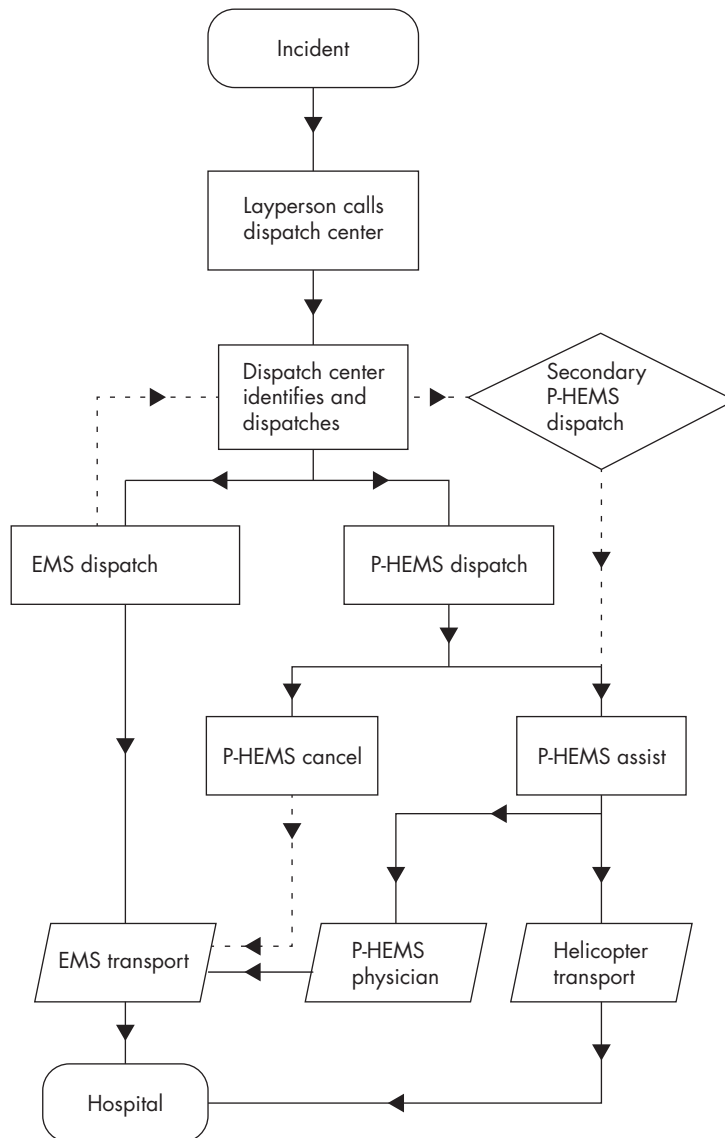 Incident
Layperson calls
dispatch center
Dispatch center
identifies and
dispatches
Secondary
P-HEMS
dispatch
EMS dispatch
P-HEMS dispatch
P-HEMS cancel
P-HEMS assist
EMS transport
P-HEMS
physician
Helicopter
transport
Hospital